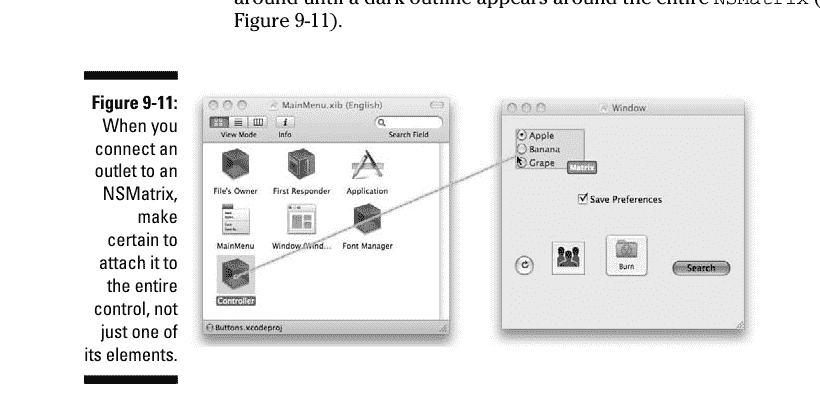 around until a dark outline appears around the entire NSMatrix (
Figure 9-11).
Figure 9-11:
When you
connect an
outlet to an
NSMatrix,
make
certain to
attach it to
the entire
control, not
just one of
its elements.
MainMenu.xib (English)
View Mode Info Search Field
File's Owner First Responder Application
MainMenu Window (Wind... Font Manager
Controller
Buttons.xcodeproj
Window
Apple
Banana
Grape
Matrix
Save Preferences
Burn
Search